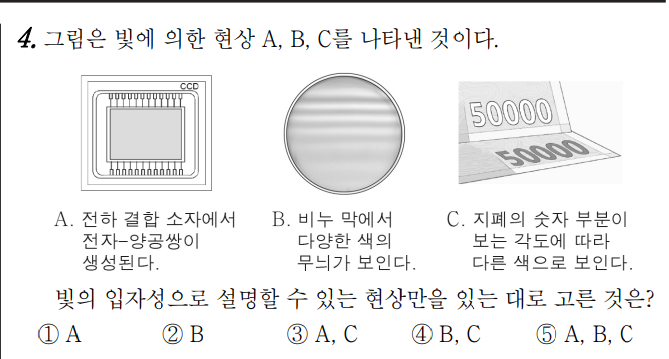 4. 그림은 빛에 의한 현상 A, B, C를 나타낸 것이다.
CCD
50000
50000
A. 전하 결합 소자에서
전자-양공쌍이
생성된다.
B. 비누 막에서
다양한 색의
무늬가 보인다.
C. 지폐의 숫자 부분이
보는 각도에 따라
다른 색으로 보인다.
빛의 입자성으로 설명할 수 있는 현상만을 있는 대로 고른 것은?
① A ② B ③ A, C ④ B, C ⑤ A, B, C